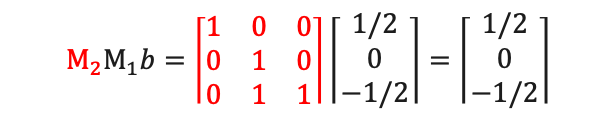 M₂M₁b = [1 0 0; 0 1 0; 0 1 1] [1/2; 0; −1/2] = [1/2; 0; −1/2]